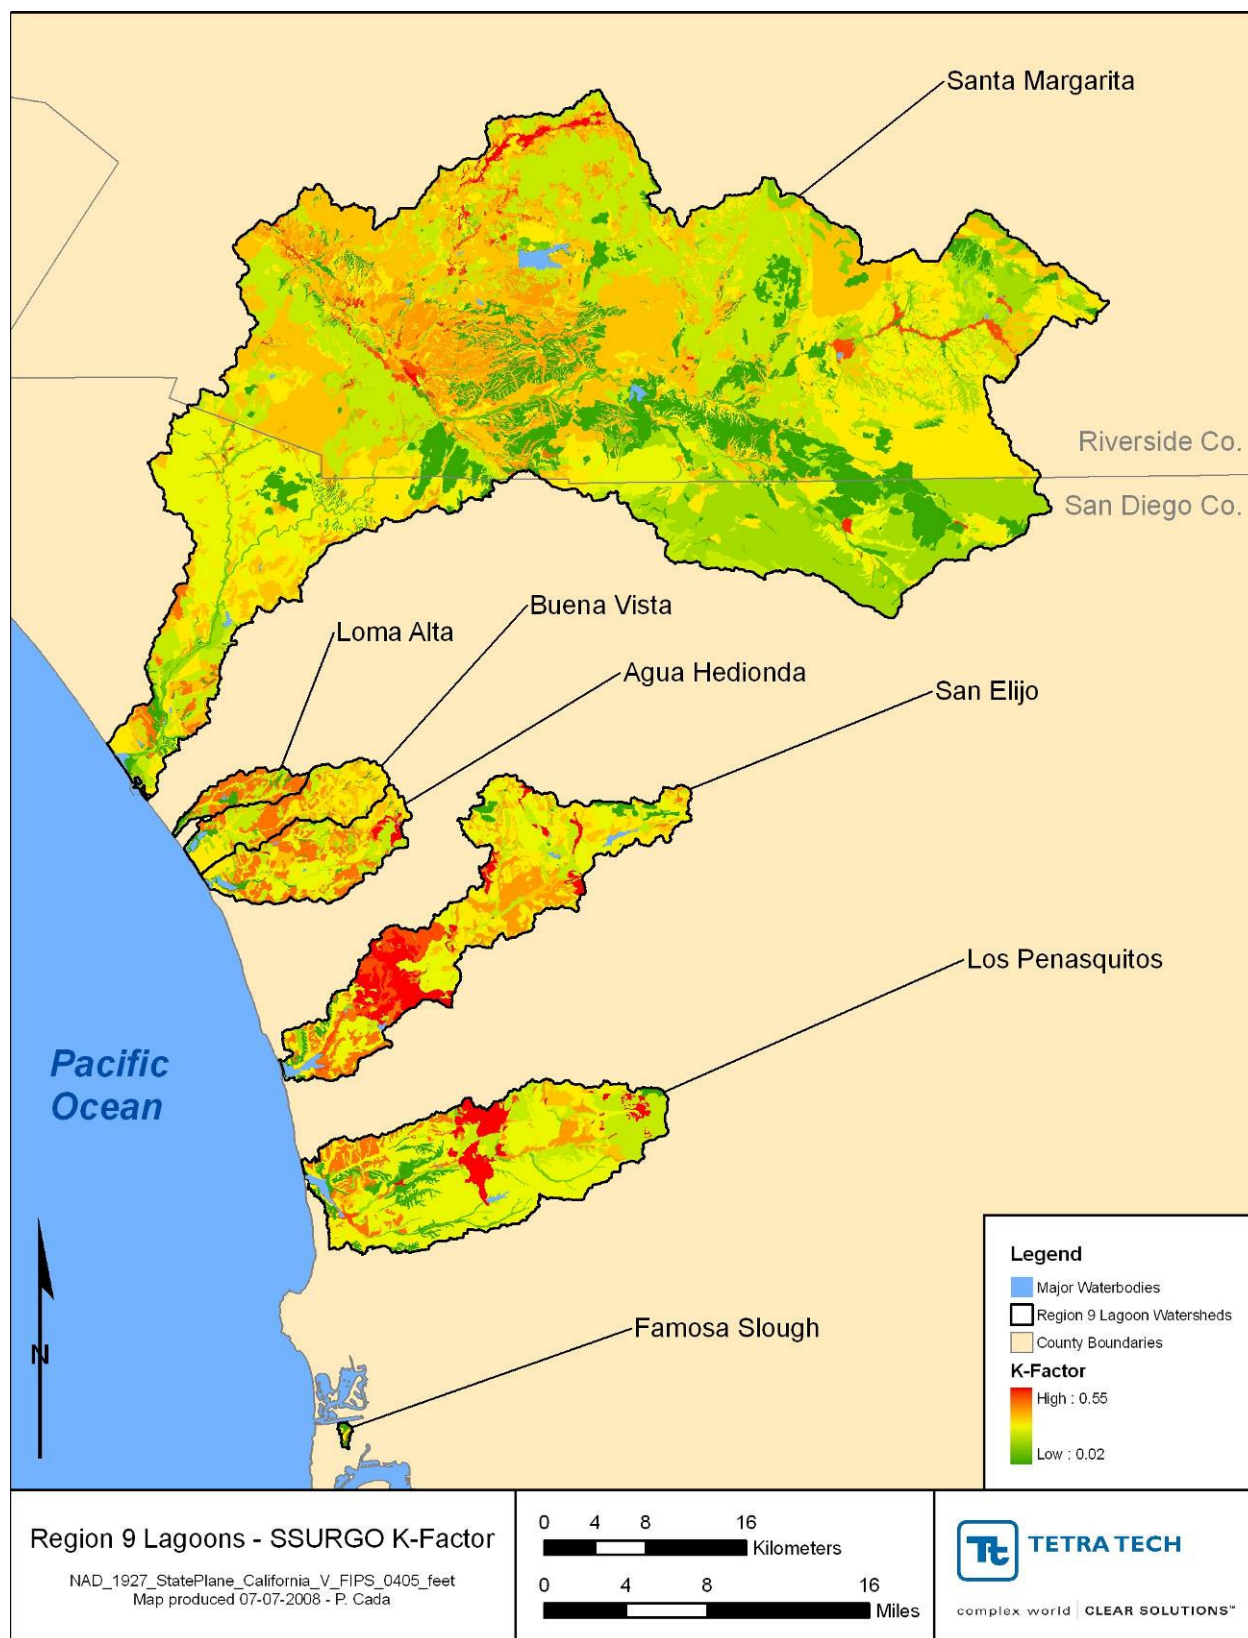 Santa Margarita
Riverside Co.
San Diego Co.
Buena Vista
Loma Alta
Agua Hedionda
San Elijo
Los Penasquitos
Pacific
Ocean
Famosa Slough
N
Legend
Major Waterbodies
Region 9 Lagoon Watersheds
County Boundaries
K-Factor
High : 0.55
Low : 0.02
Region 9 Lagoons - SSURGO K-Factor
NAD_1927_StatePlane_California_V_FIPS_0405_feet
Map produced 07-07-2008 - P. Cada
0 4 8 16
Kilometers
0 4 8 16
Miles
Tt TETRA TECH
complex world | CLEAR SOLUTIONS™